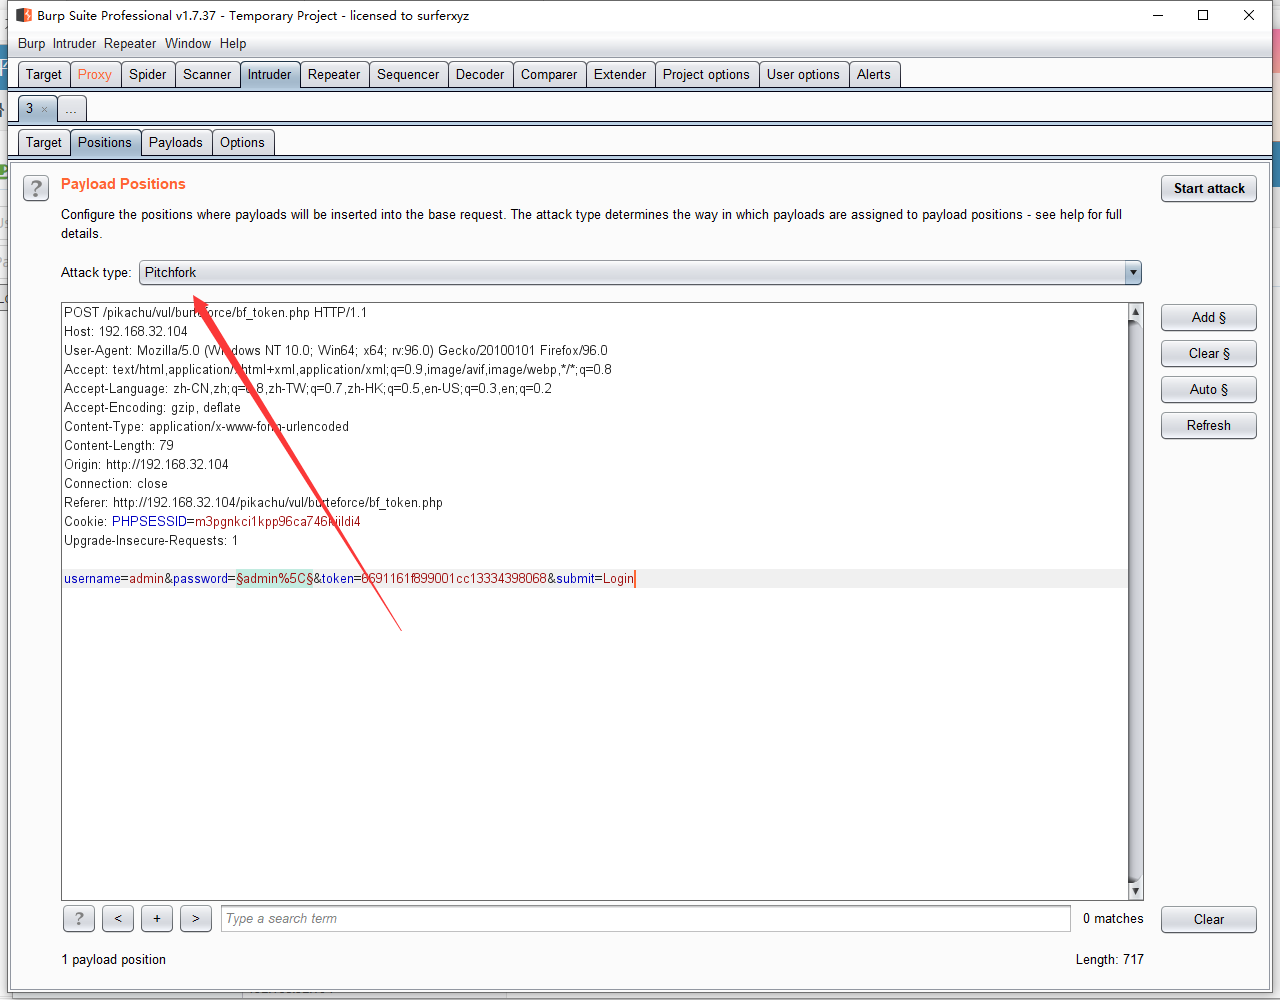 Burp Suite Professional v1.7.37 - Temporary Project - licensed to surferxyz
Burp Intruder Repeater Window Help
Target Proxy Spider Scanner Intruder Repeater Sequencer Decoder Comparer Extender Project options User options Alerts
3 × ...
Target Positions Payloads Options
? Payload Positions
Start attack
Configure the positions where payloads will be inserted into the base request. The attack type determines the way in which payloads are assigned to payload positions - see help for full
details.
Attack type: Pitchfork
POST /pikachu/vul/burteforce/bf_token.php HTTP/1.1
Host: 192.168.32.104
User-Agent: Mozilla/5.0 (Windows NT 10.0; Win64; x64; rv:96.0) Gecko/20100101 Firefox/96.0
Accept: text/html,application/xhtml+xml,application/xml;q=0.9,image/avif,image/webp,*/*;q=0.8
Accept-Language: zh-CN,zh;q=0.8,zh-TW;q=0.7,zh-HK;q=0.5,en-US;q=0.3,en;q=0.2
Accept-Encoding: gzip, deflate
Content-Type: application/x-www-form-urlencoded
Content-Length: 79
Origin: http://192.168.32.104
Connection: close
Referer: http://192.168.32.104/pikachu/vul/burteforce/bf_token.php
Cookie:
Upgrade-Insecure-Requests: 1
username=admin&password=§admin%5C§&token=6691161f899001cc13334398068&submit=Login
Add §
Clear §
Auto §
Refresh
? < + > Type a search term 0 matches Clear
1 payload position Length: 717